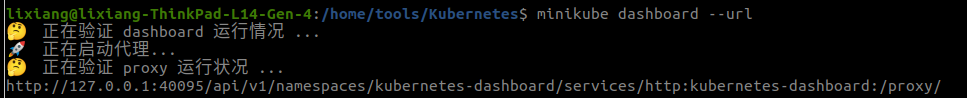 lixiang@lixiang-ThinkPad-L14-Gen-4:/home/tools/Kubernetes$ minikube dashboard --url
🤔 正在验证 dashboard 运行情况 ...
🚀 正在启动代理...
🤔 正在验证 proxy 运行状况 ...
http://127.0.0.1:40095/api/v1/namespaces/kubernetes-dashboard/services/http:kubernetes-dashboard:/proxy/